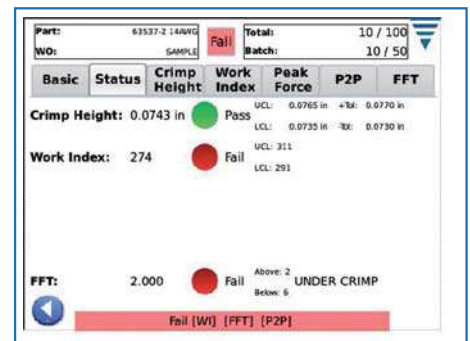 Part: 63537-2 14AWG Fail Total: 10 / 100
WO: SAMPLE Batch: 10 / 50
Basic Status Crimp Height Work Index Peak Force P2P FFT
Crimp Height: 0.0743 in Pass UCL: 0.0765 in +Tol: 0.0770 in
LCL: 0.0735 in -Tol: 0.0730 in
Work Index: 274 Fail UCL: 311
LCL: 291
FFT: 2.000 Fail Above: 2 UNDER CRIMP
Below: 6
Fail [WI] [FFT] [P2P]